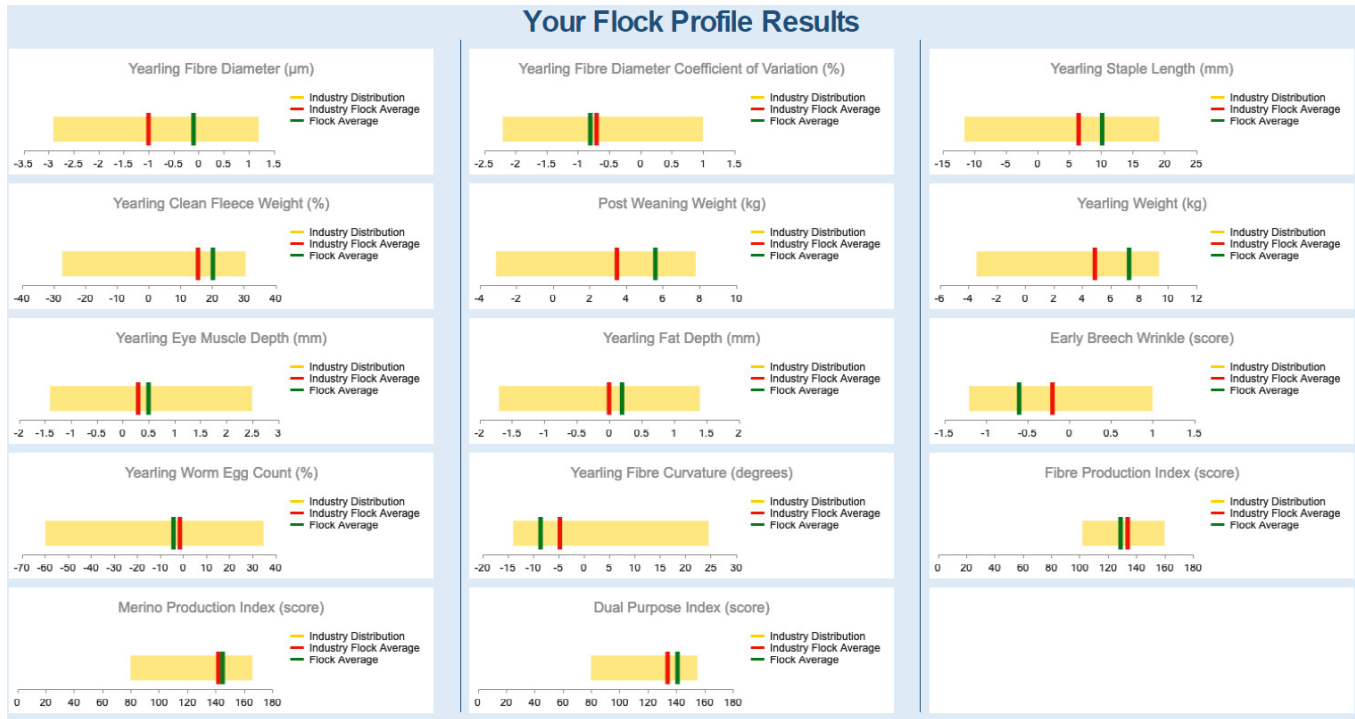 Your Flock Profile Results
Yearling Fibre Diameter (µm)
Industry Distribution
Industry Flock Average
Flock Average
-3.5 -3 -2.5 -2 -1.5 -1 -0.5 0 0.5 1 1.5
Yearling Fibre Diameter Coefficient of Variation (%)
Industry Distribution
Industry Flock Average
Flock Average
-2.5 -2 -1.5 -1 -0.5 0 0.5 1 1.5
Yearling Staple Length (mm)
Industry Distribution
Industry Flock Average
Flock Average
-15 -10 -5 0 5 10 15 20 25
Yearling Clean Fleece Weight (%)
Industry Distribution
Industry Flock Average
Flock Average
-40 -30 -20 -10 0 10 20 30 40
Post Weaning Weight (kg)
Industry Distribution
Industry Flock Average
Flock Average
-4 -2 0 2 4 6 8 10
Yearling Weight (kg)
Industry Distribution
Industry Flock Average
Flock Average
-6 -4 -2 0 2 4 6 8 10 12
Yearling Eye Muscle Depth (mm)
Industry Distribution
Industry Flock Average
Flock Average
-2 -1.5 -1 -0.5 0 0.5 1 1.5 2 2.5 3
Yearling Fat Depth (mm)
Industry Distribution
Industry Flock Average
Flock Average
-2 -1.5 -1 -0.5 0 0.5 1 1.5 2
Early Breech Wrinkle (score)
Industry Distribution
Industry Flock Average
Flock Average
-1.5 -1 -0.5 0 0.5 1 1.5
Yearling Worm Egg Count (%)
Industry Distribution
Industry Flock Average
Flock Average
-70 -60 -50 -40 -30 -20 -10 0 10 20 30 40
Yearling Fibre Curvature (degrees)
Industry Distribution
Industry Flock Average
Flock Average
-20 -15 -10 -5 0 5 10 15 20 25 30
Fibre Production Index (score)
Industry Distribution
Industry Flock Average
Flock Average
0 20 40 60 80 100 120 140 160 180
Merino Production Index (score)
Industry Distribution
Industry Flock Average
Flock Average
0 20 40 60 80 100 120 140 160 180
Dual Purpose Index (score)
Industry Distribution
Industry Flock Average
Flock Average
0 20 40 60 80 100 120 140 160 180